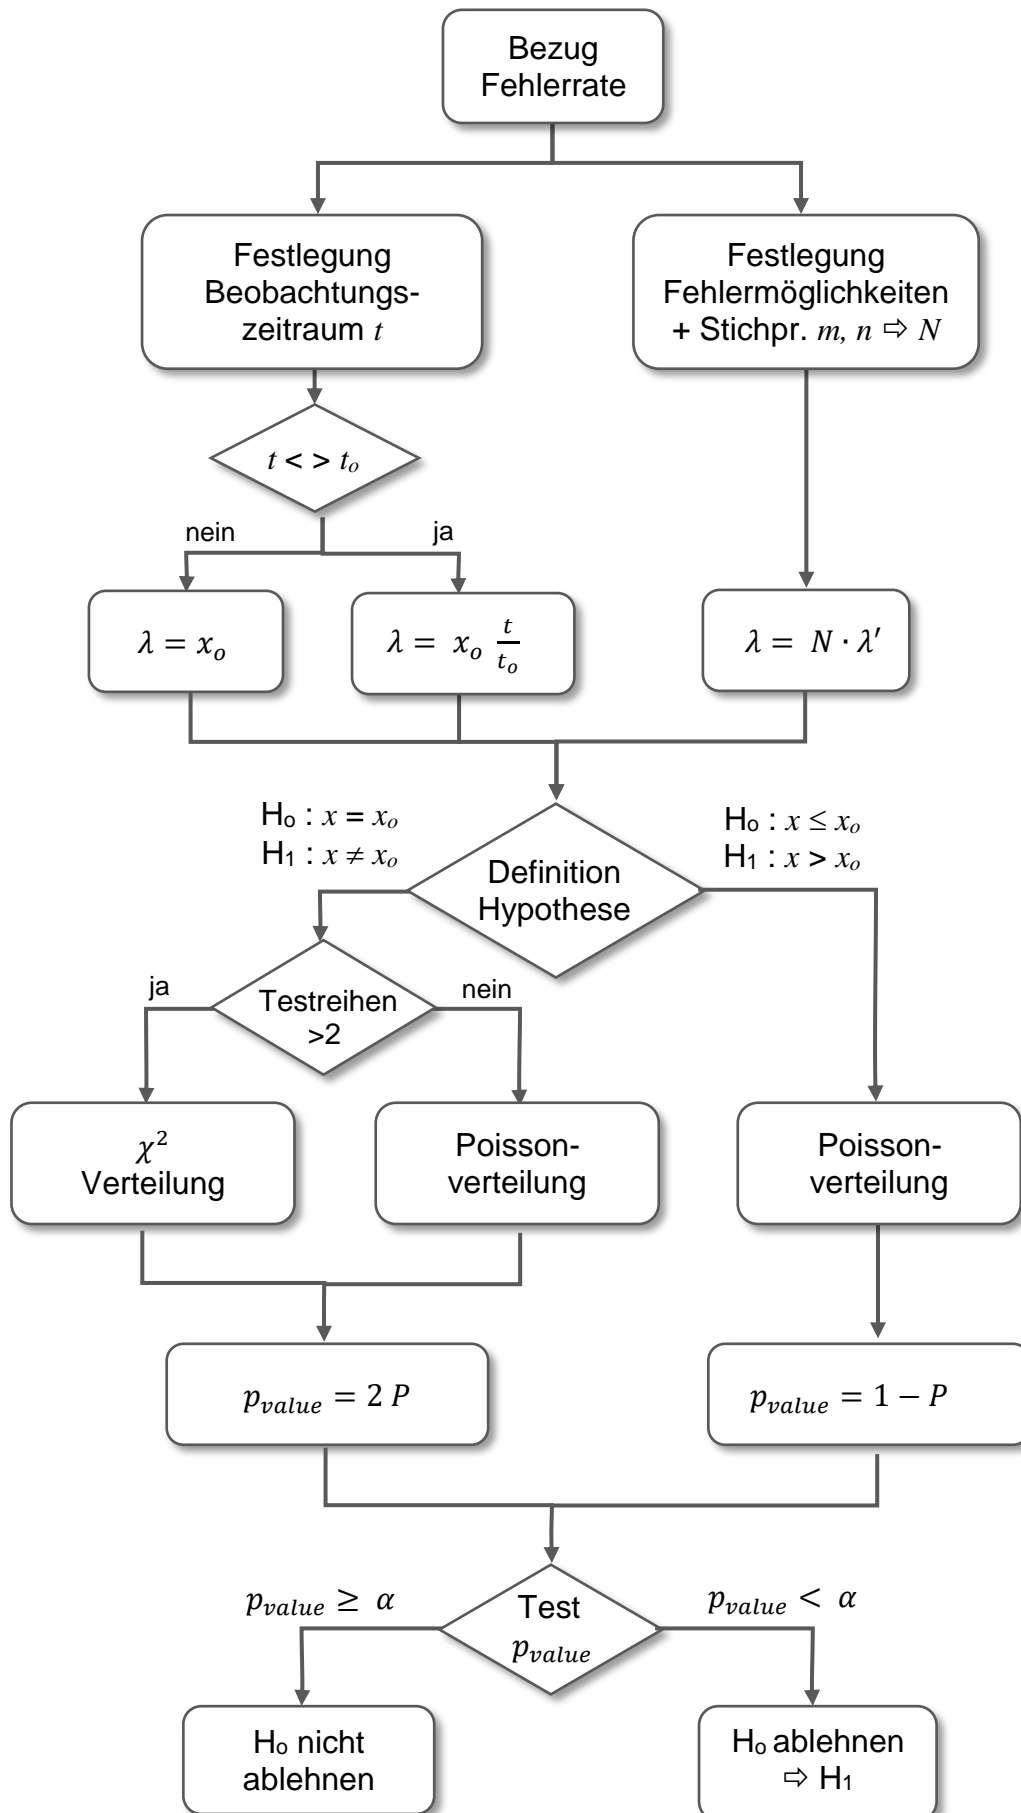 Bezug
Fehlerrate
Festlegung
Beobachtungs-
zeitraum t
Festlegung
Fehlermöglichkeiten
+ Stichpr. m, n ⇨ N
t < > tₒ
nein
ja
λ = xₒ
λ = xₒ t/tₒ
λ = N · λ′
Hₒ : x = xₒ
H₁ : x ≠ xₒ
Hₒ : x ≤ xₒ
H₁ : x > xₒ
Definition
Hypothese
ja
Testreihen
>2
nein
χ²
Verteilung
Poisson-
verteilung
Poisson-
verteilung
p_value = 2 P
p_value = 1 − P
p_value ≥ α
Test
p_value
p_value < α
Hₒ nicht
ablehnen
Hₒ ablehnen
⇨ H₁